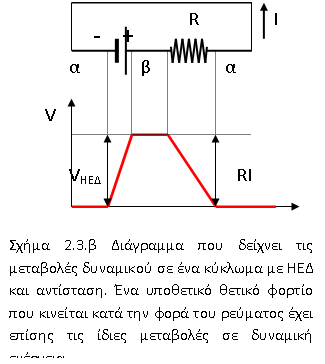 R
I
- +
α β α
V
VΗΕΔ
RI
Σχήμα 2.3.β Διάγραμμα που δείχνει τις
μεταβολές δυναμικού σε ένα κύκλωμα με ΗΕΔ
και αντίσταση. Ένα υποθετικό θετικό φορτίο
που κινείται κατά την φορά του ρεύματος έχει
επίσης τις ίδιες μεταβολές σε δυναμική